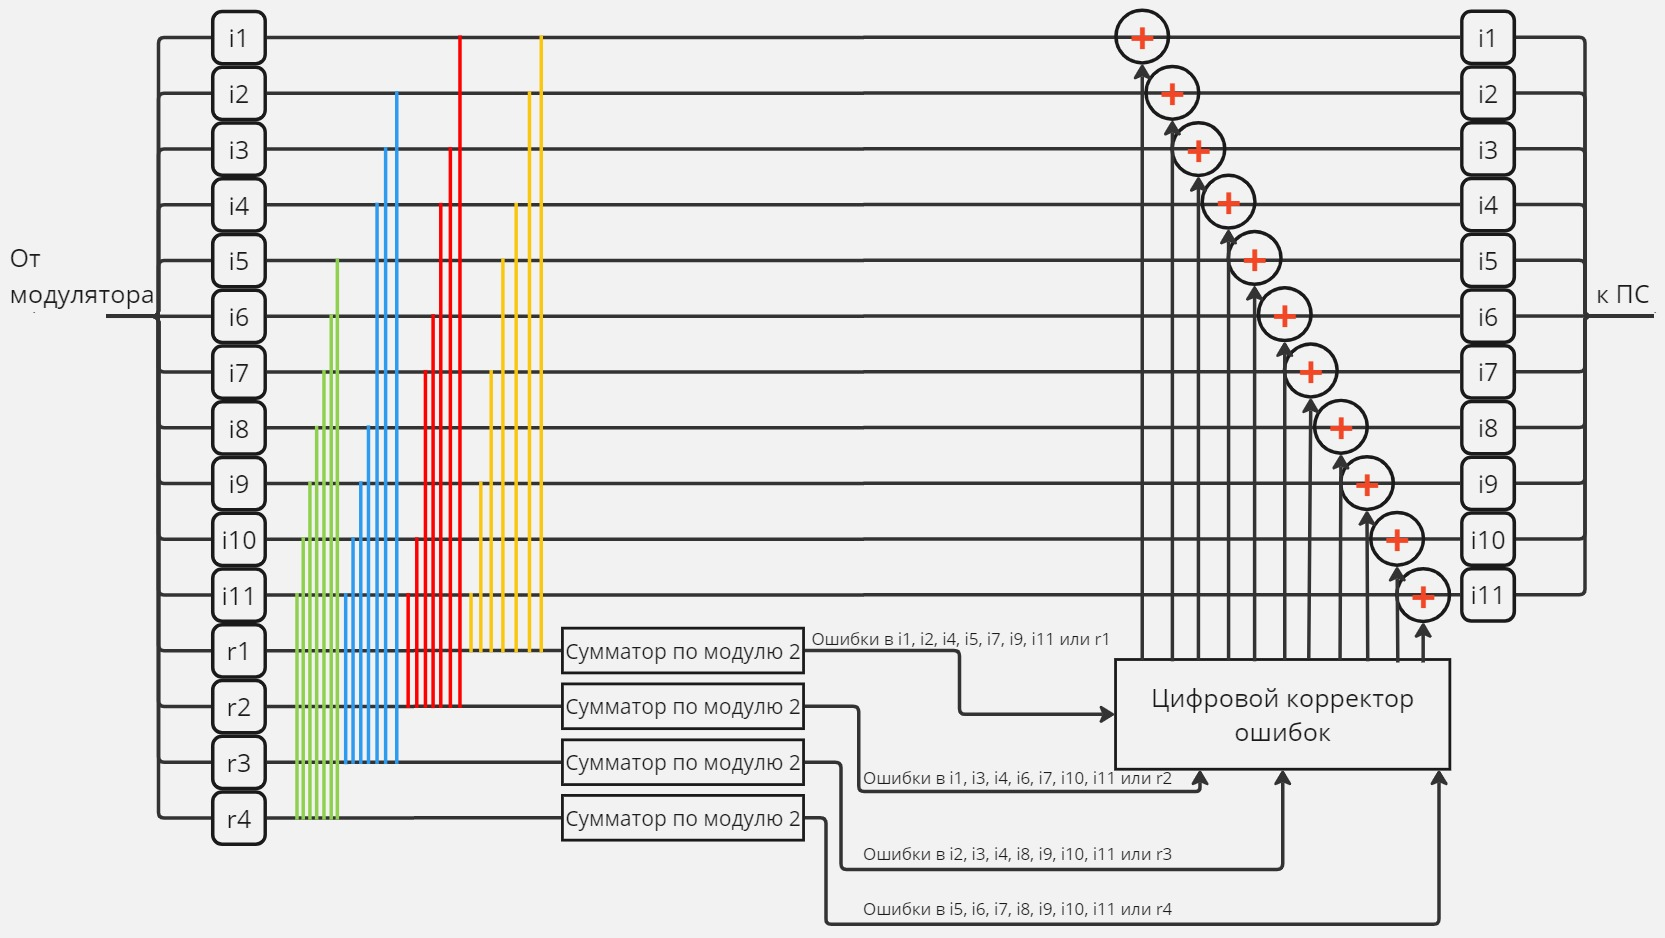 i1
i1
i2
i2
i3
i3
i4
i4
От
модулятора
i5
i5
i6
i6
к ПС
i7
i7
i8
i8
i9
i9
i10
i10
i11
i11
r1
Сумматор по модулю 2
Ошибки в i1, i2, i4, i5, i7, i9, i11 или r1
r2
Сумматор по модулю 2
Цифровой корректор
ошибок
r3
Сумматор по модулю 2
Ошибки в i1, i3, i4, i6, i7, i10, i11 или r2
r4
Сумматор по модулю 2
Ошибки в i2, i3, i4, i8, i9, i10, i11 или r3
Ошибки в i5, i6, i7, i8, i9, i10, i11 или r4